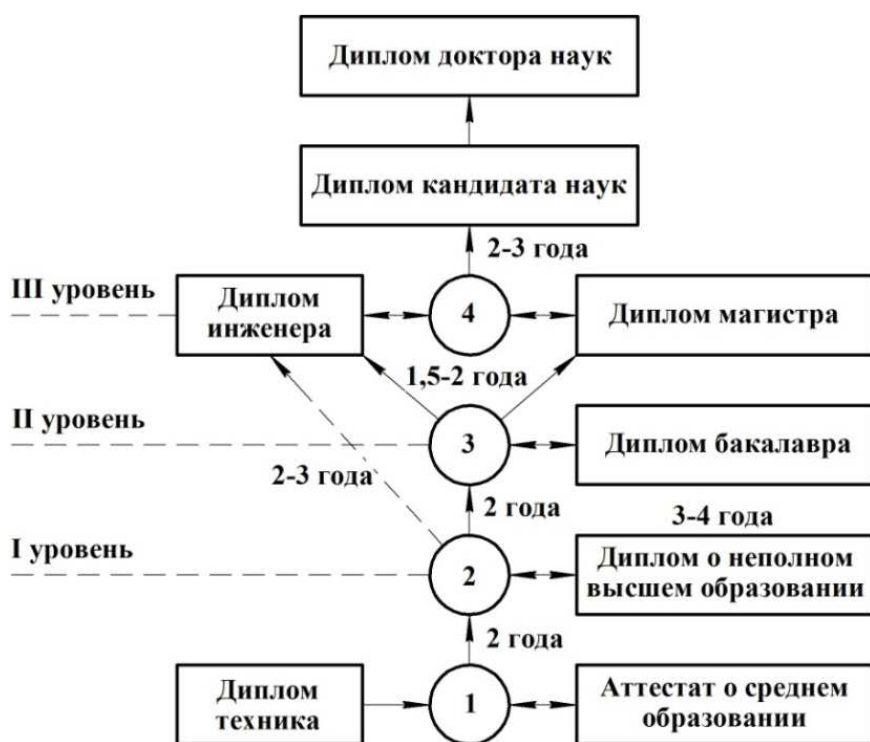 Диплом доктора наук
Диплом кандидата наук
2-3 года
III уровень
Диплом
инженера
4
Диплом магистра
1,5-2 года
II уровень
3
Диплом бакалавра
2-3 года
2 года
3-4 года
I уровень
2
Диплом о неполном
высшем образовании
2 года
Диплом
техника
1
Аттестат о среднем
образовании